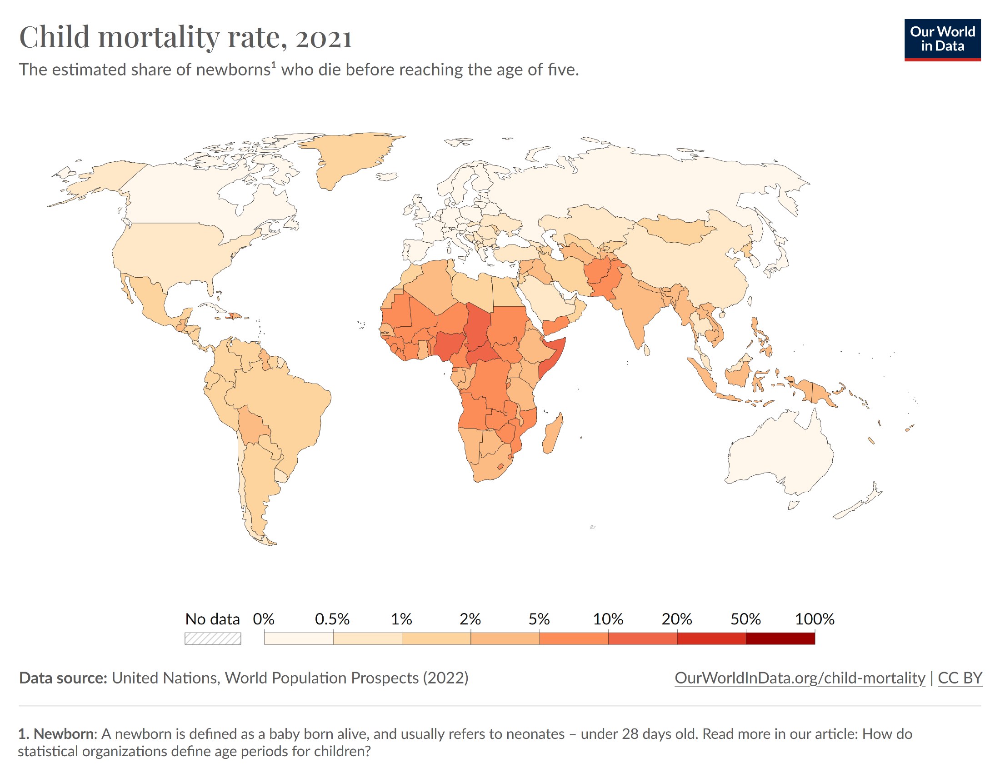 Child mortality rate, 2021
Our World
in Data
The estimated share of newborns¹ who die before reaching the age of five.
No data 0% 0.5% 1% 2% 5% 10% 20% 50% 100%
Data source: United Nations, World Population Prospects (2022)
OurWorldInData.org/child-mortality | CC BY
1. Newborn: A newborn is defined as a baby born alive, and usually refers to neonates – under 28 days old. Read more in our article: How do
statistical organizations define age periods for children?